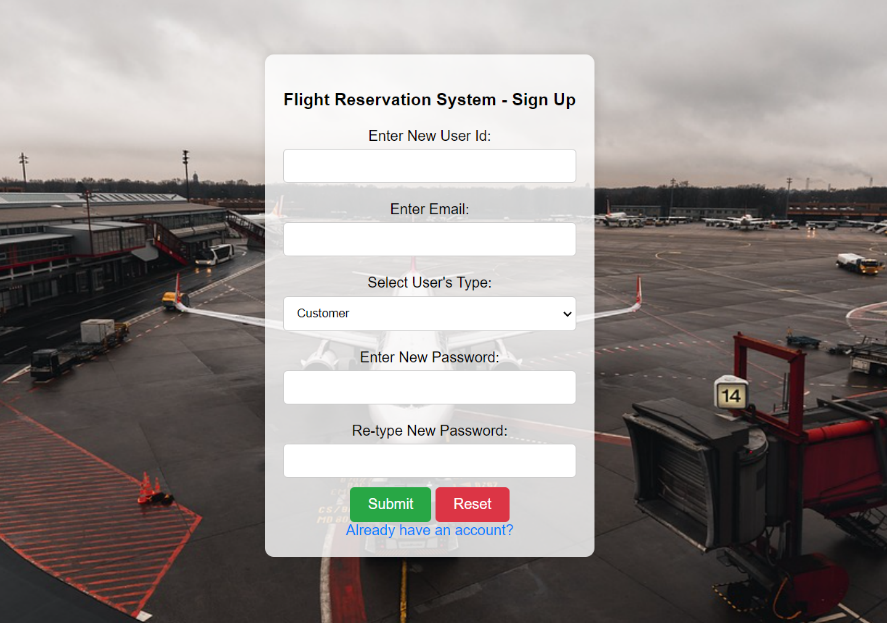 Flight Reservation System - Sign Up
Enter New User Id:
Enter Email:
Select User's Type:
Customer
Enter New Password:
Re-type New Password:
Submit Reset
Already have an account?
14